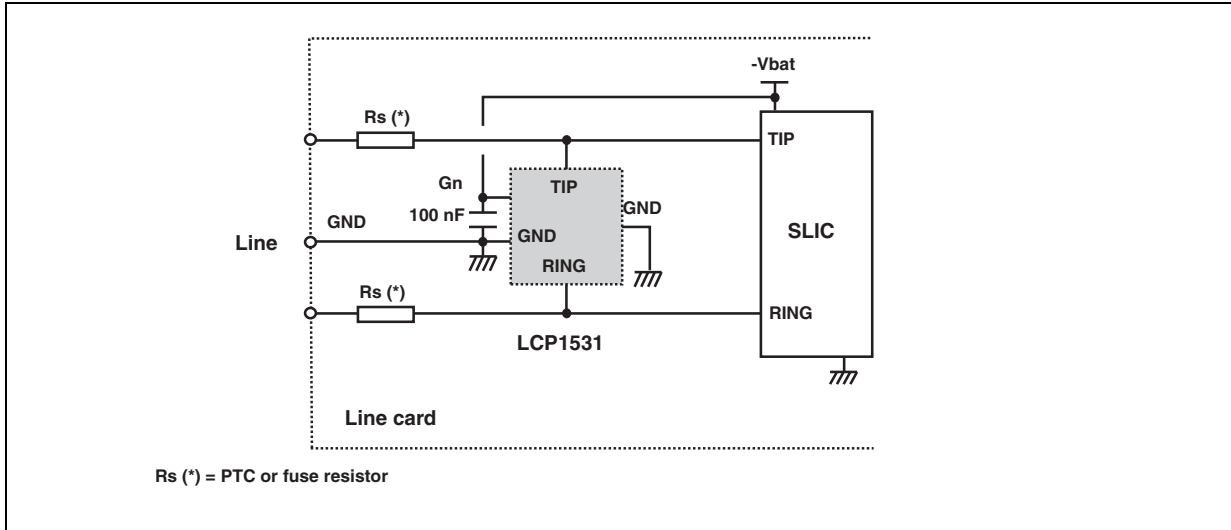 -Vbat
Rs (*)
TIP
Gn
TIP
100 nF
GND
GND
GND
SLIC
Line
RING
Rs (*)
RING
LCP1531
Line card
Rs (*) = PTC or fuse resistor